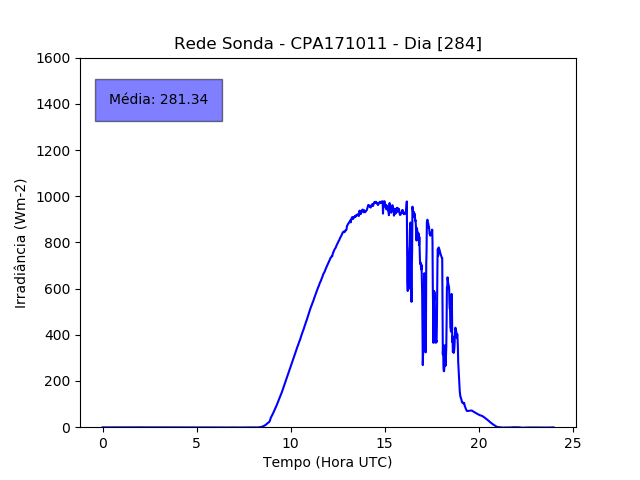 Rede Sonda - CPA171011 - Dia [284]
1600
1400
1200
1000
800
600
400
200
0
Média: 281.34
Irradiância (Wm-2)
0 5 10 15 20 25
Tempo (Hora UTC)